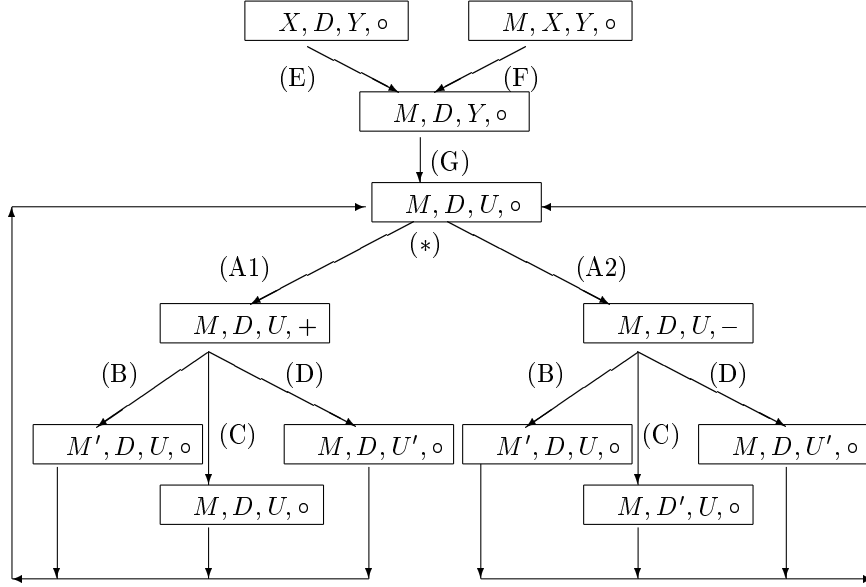 X, D, Y, ∘ M, X, Y, ∘
(E) (F)
M, D, Y, ∘
(G)
M, D, U, ∘
(∗)
(A1) (A2)
M, D, U, + M, D, U, −
(B) (D) (B) (D)
M′, D, U, ∘ (C) M, D, U′, ∘ M′, D, U, ∘ (C) M, D, U′, ∘
M, D, U, ∘ M, D′, U, ∘